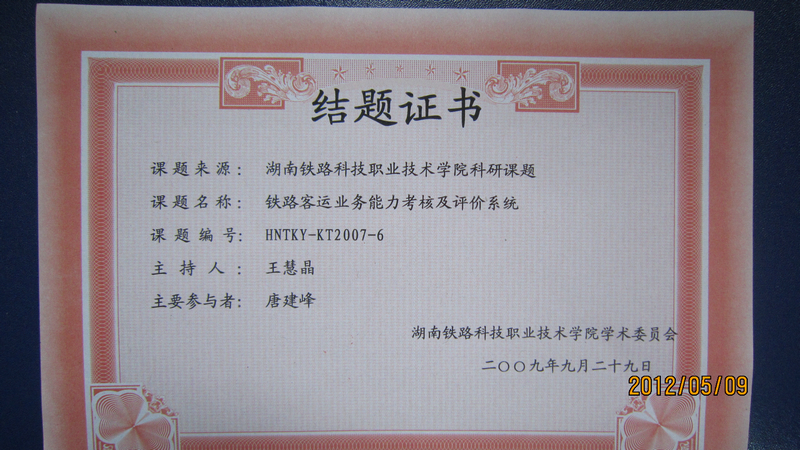 结题证书
课题来源：湖南铁路科技职业技术学院科研课题
课题名称：铁路客运业务能力考核及评价系统
课题编号：HNTKY-KT2007-6
主持人：王慧晶
主要参与者：唐建峰
湖南铁路科技职业技术学院学术委员会
二〇〇九年九月二十九日
2012/05/09